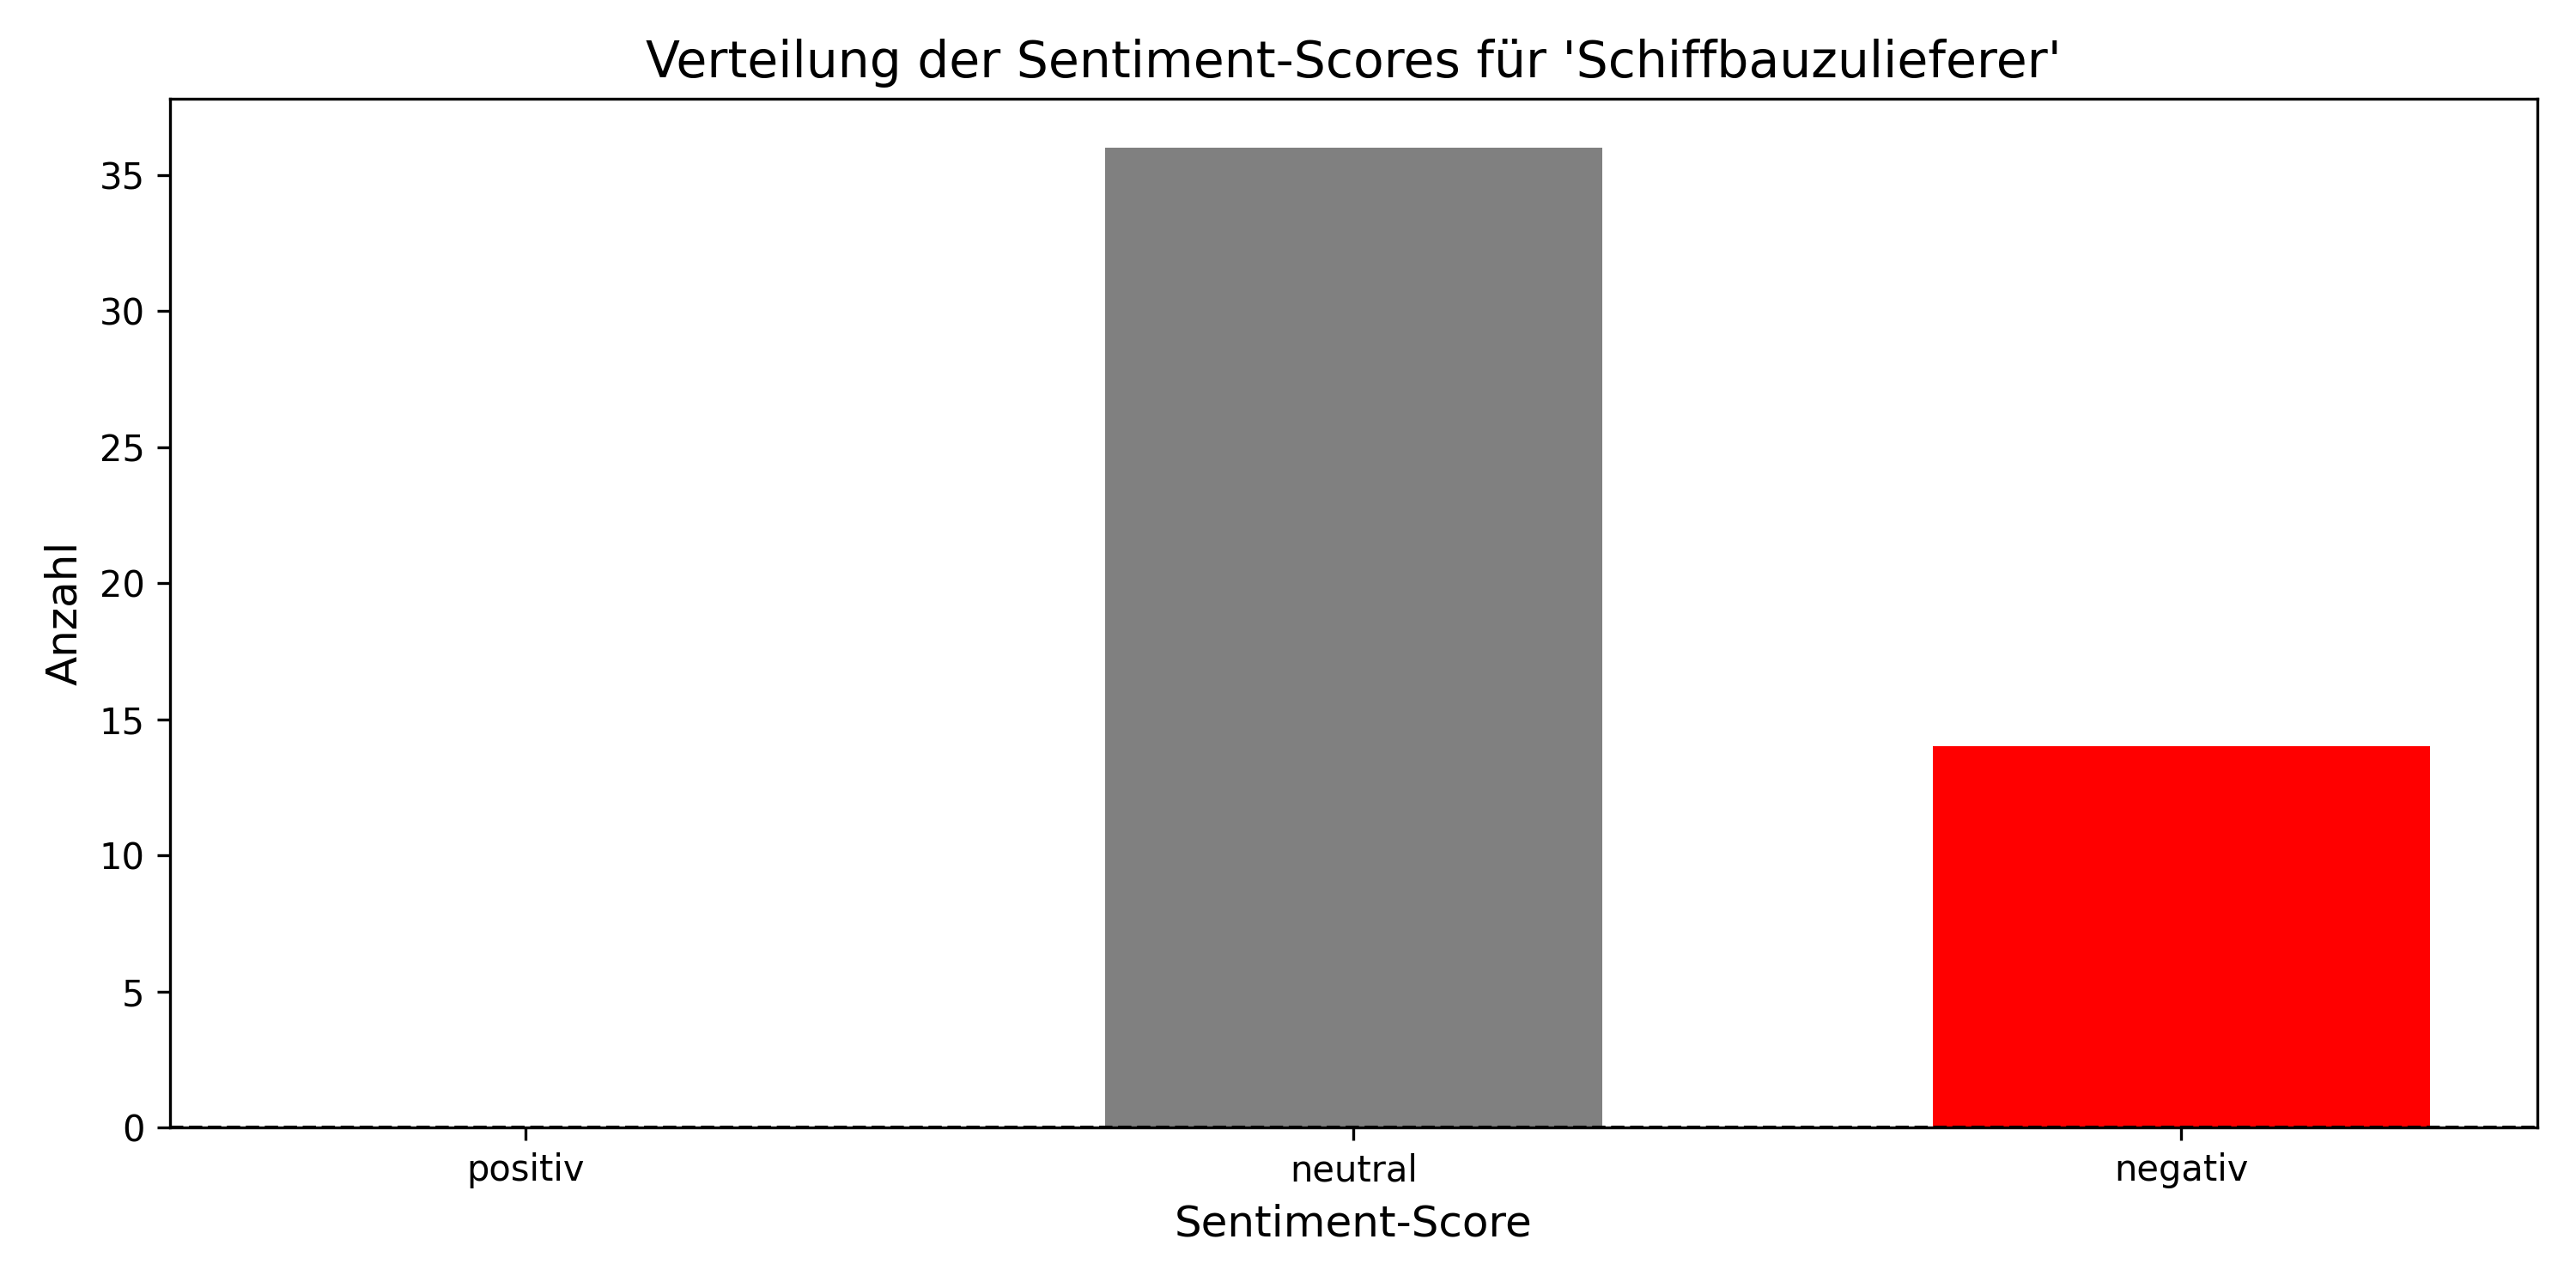 Verteilung der Sentiment-Scores für 'Schiffbauzulieferer'
35
30
25
20
15
10
5
0
Anzahl
positiv
neutral
negativ
Sentiment-Score